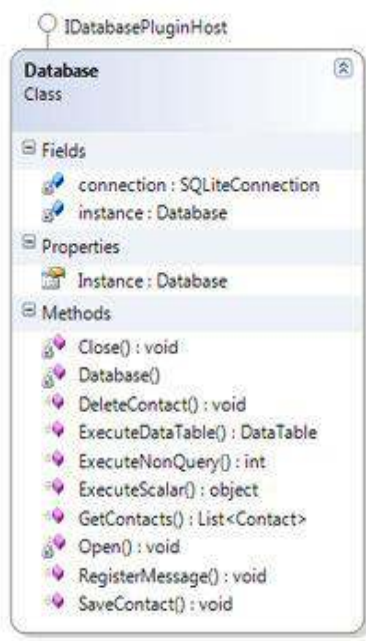 IDatabasePluginHost
Database
Class
Fields
connection : SQLiteConnection
instance : Database
Properties
Instance : Database
Methods
Close() : void
Database()
DeleteContact() : void
ExecuteDataTable() : DataTable
ExecuteNonQuery() : int
ExecuteScalar() : object
GetContacts() : List<Contact>
Open() : void
RegisterMessage() : void
SaveContact() : void